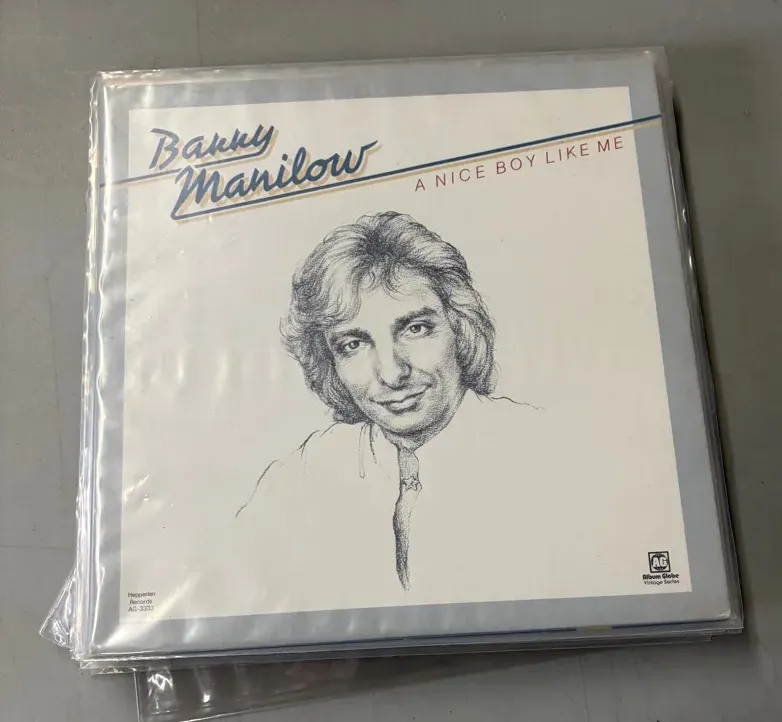 Barry
Manilow
A NICE BOY LIKE ME
Hepperlen
Records
AG-3333
AG
Album Globe
Vintage Series